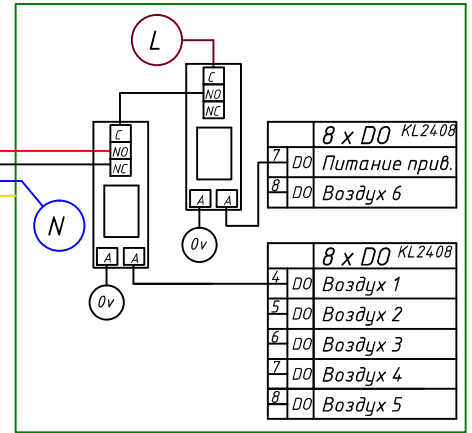 L
C
NO
NC
A A
0v
C
NO
NC
A A
0v
N
8 x DO KL2408
7 DO Питание прив.
8 DO Воздух 6
8 x DO KL2408
4 DO Воздух 1
5 DO Воздух 2
6 DO Воздух 3
7 DO Воздух 4
8 DO Воздух 5